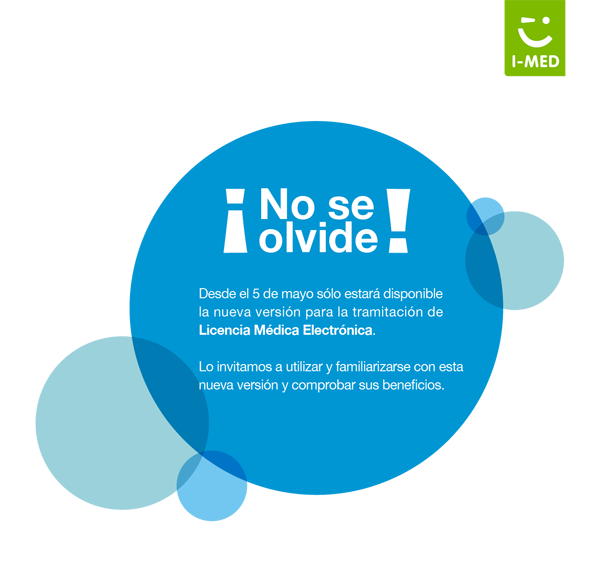 I-MED
¡No se
olvide!
Desde el 5 de mayo sólo estará disponible
la nueva versión para la tramitación de
Licencia Médica Electrónica.
Lo invitamos a utilizar y familiarizarse con esta
nueva versión y comprobar sus beneficios.